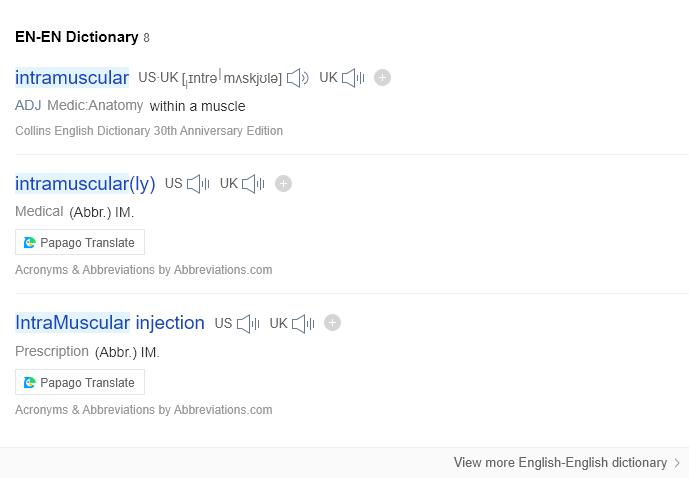 EN-EN Dictionary 8
intramuscular US·UK [ˌɪntrəˈmʌskjʊlə] UK
ADJ Medic:Anatomy within a muscle
Collins English Dictionary 30th Anniversary Edition
intramuscular(ly) US UK
Medical (Abbr.) IM.
Papago Translate
Acronyms & Abbreviations by Abbreviations.com
IntraMuscular injection US UK
Prescription (Abbr.) IM.
Papago Translate
Acronyms & Abbreviations by Abbreviations.com
View more English-English dictionary